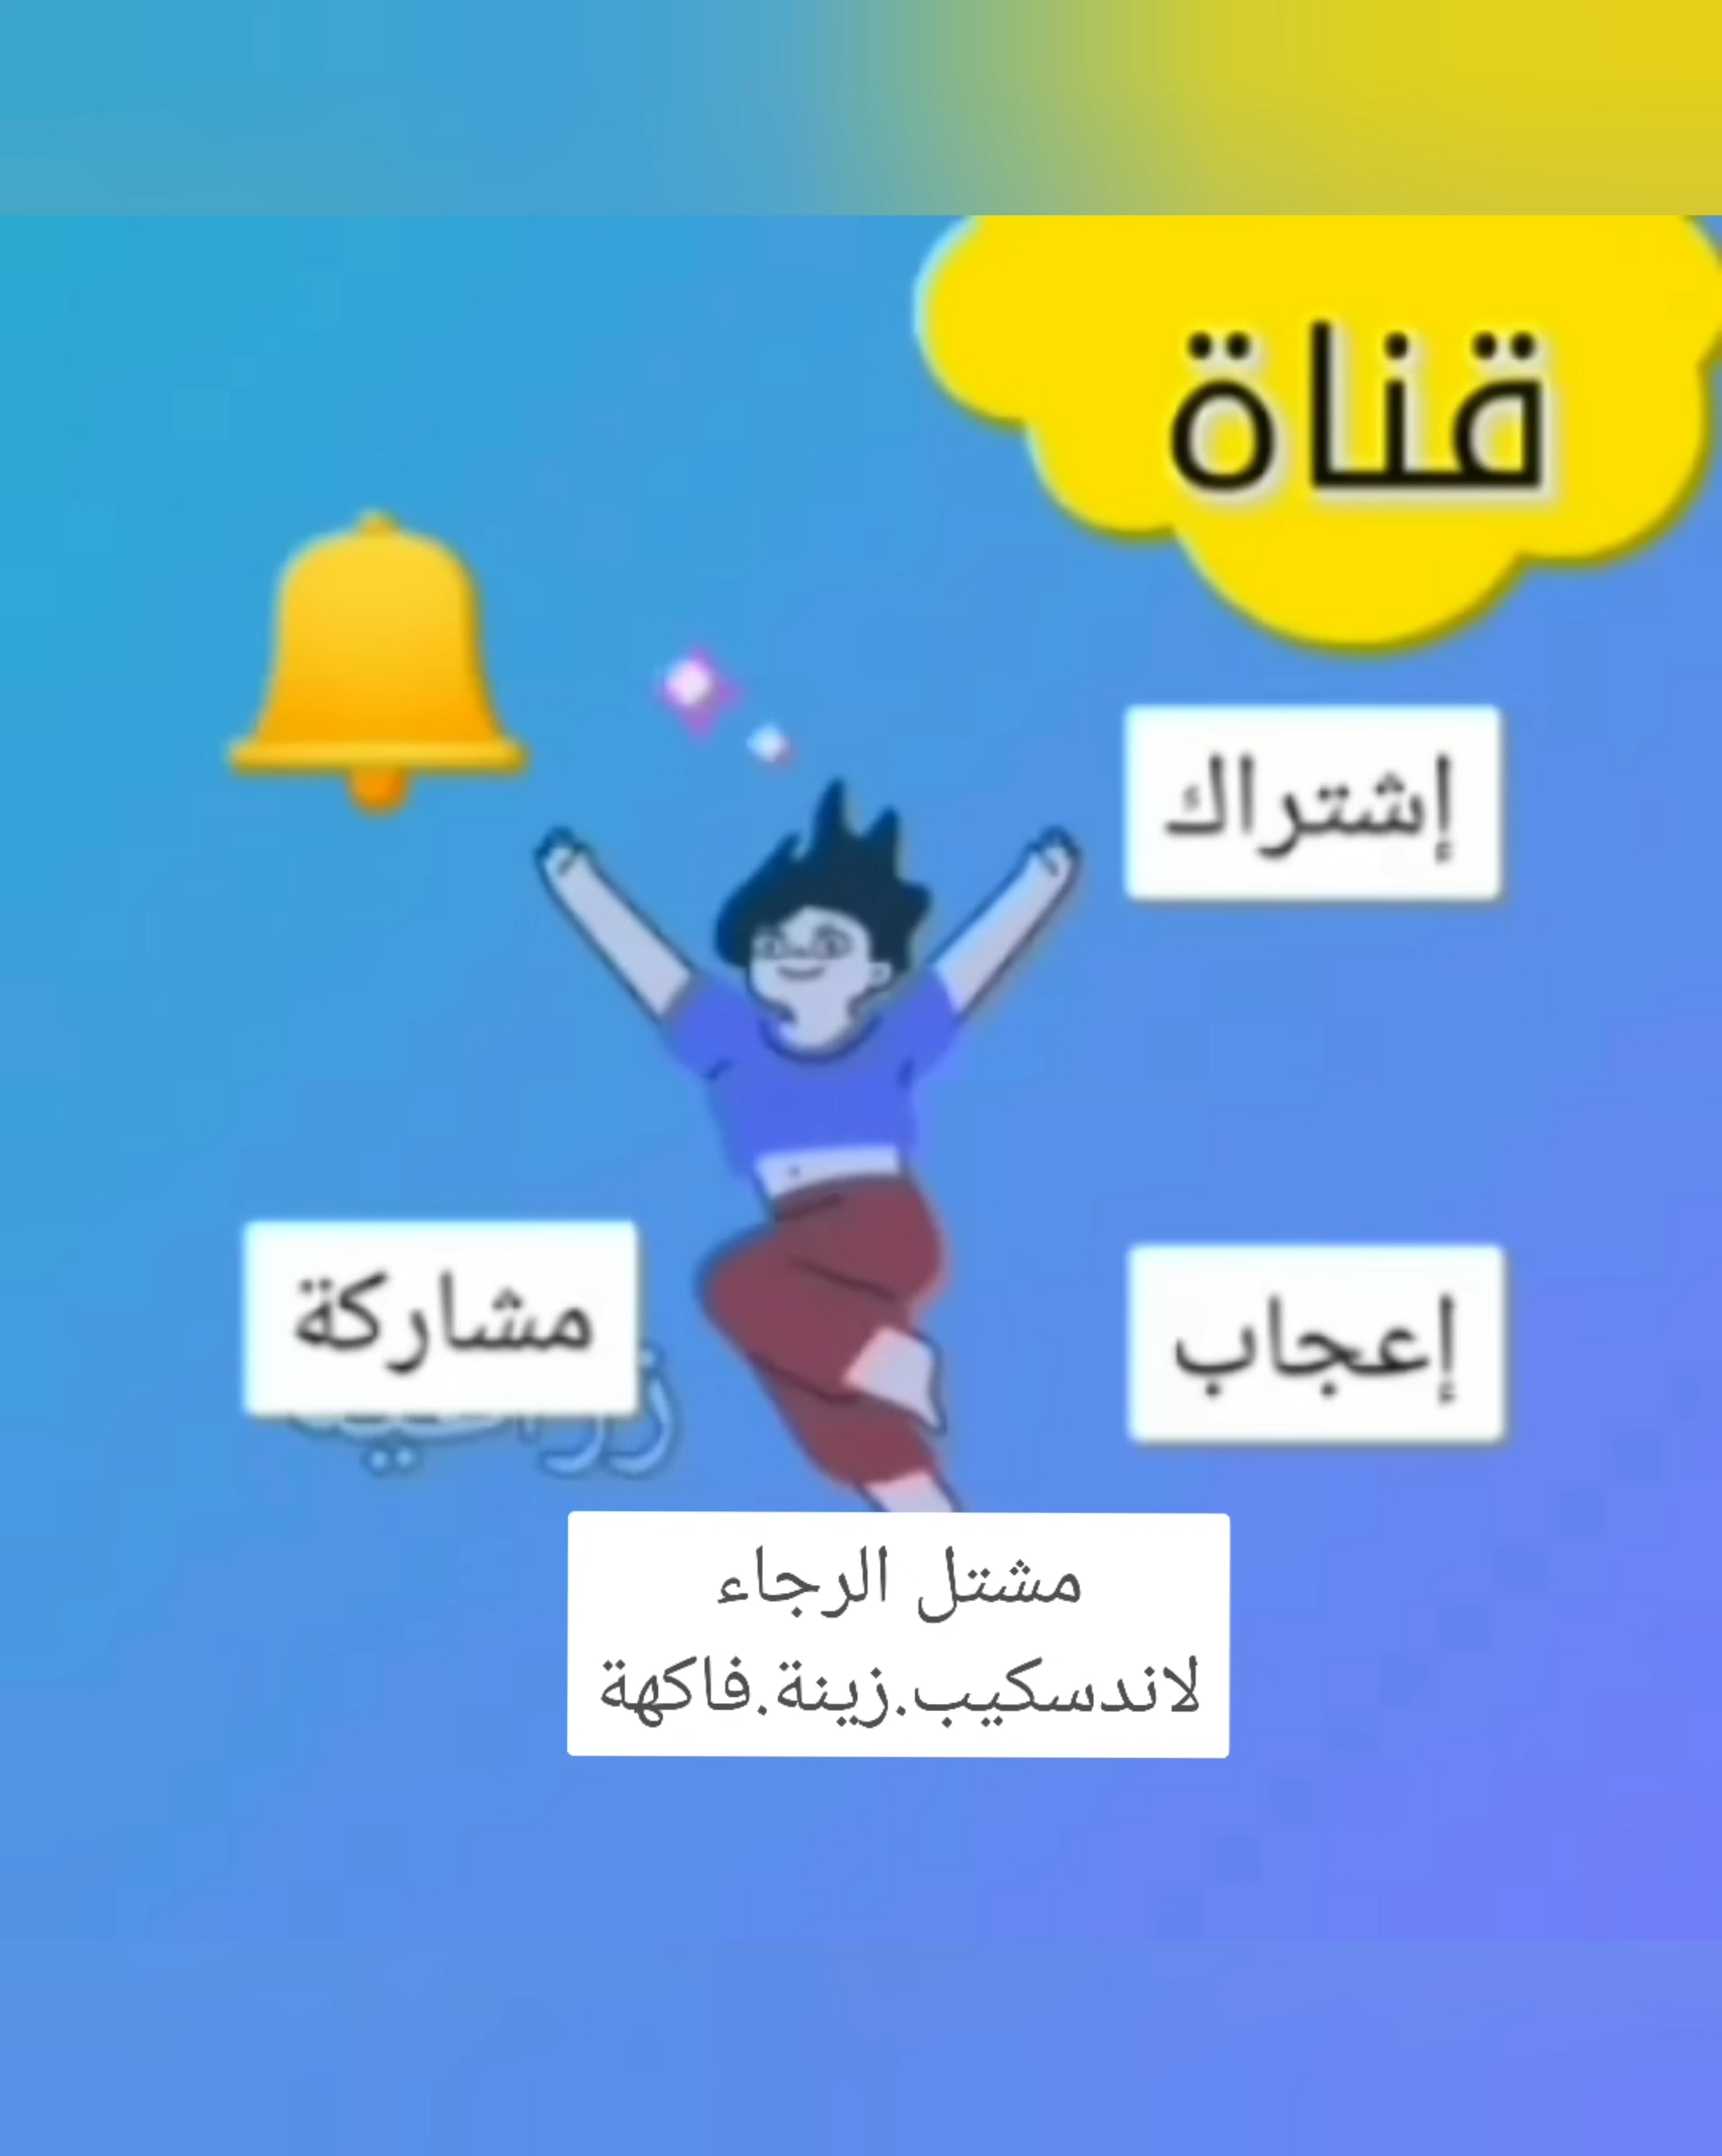 قناة
إشتراك
مشاركة
إعجاب
مشتل الرجاء
لاندسكيب.زينة.فاكهة